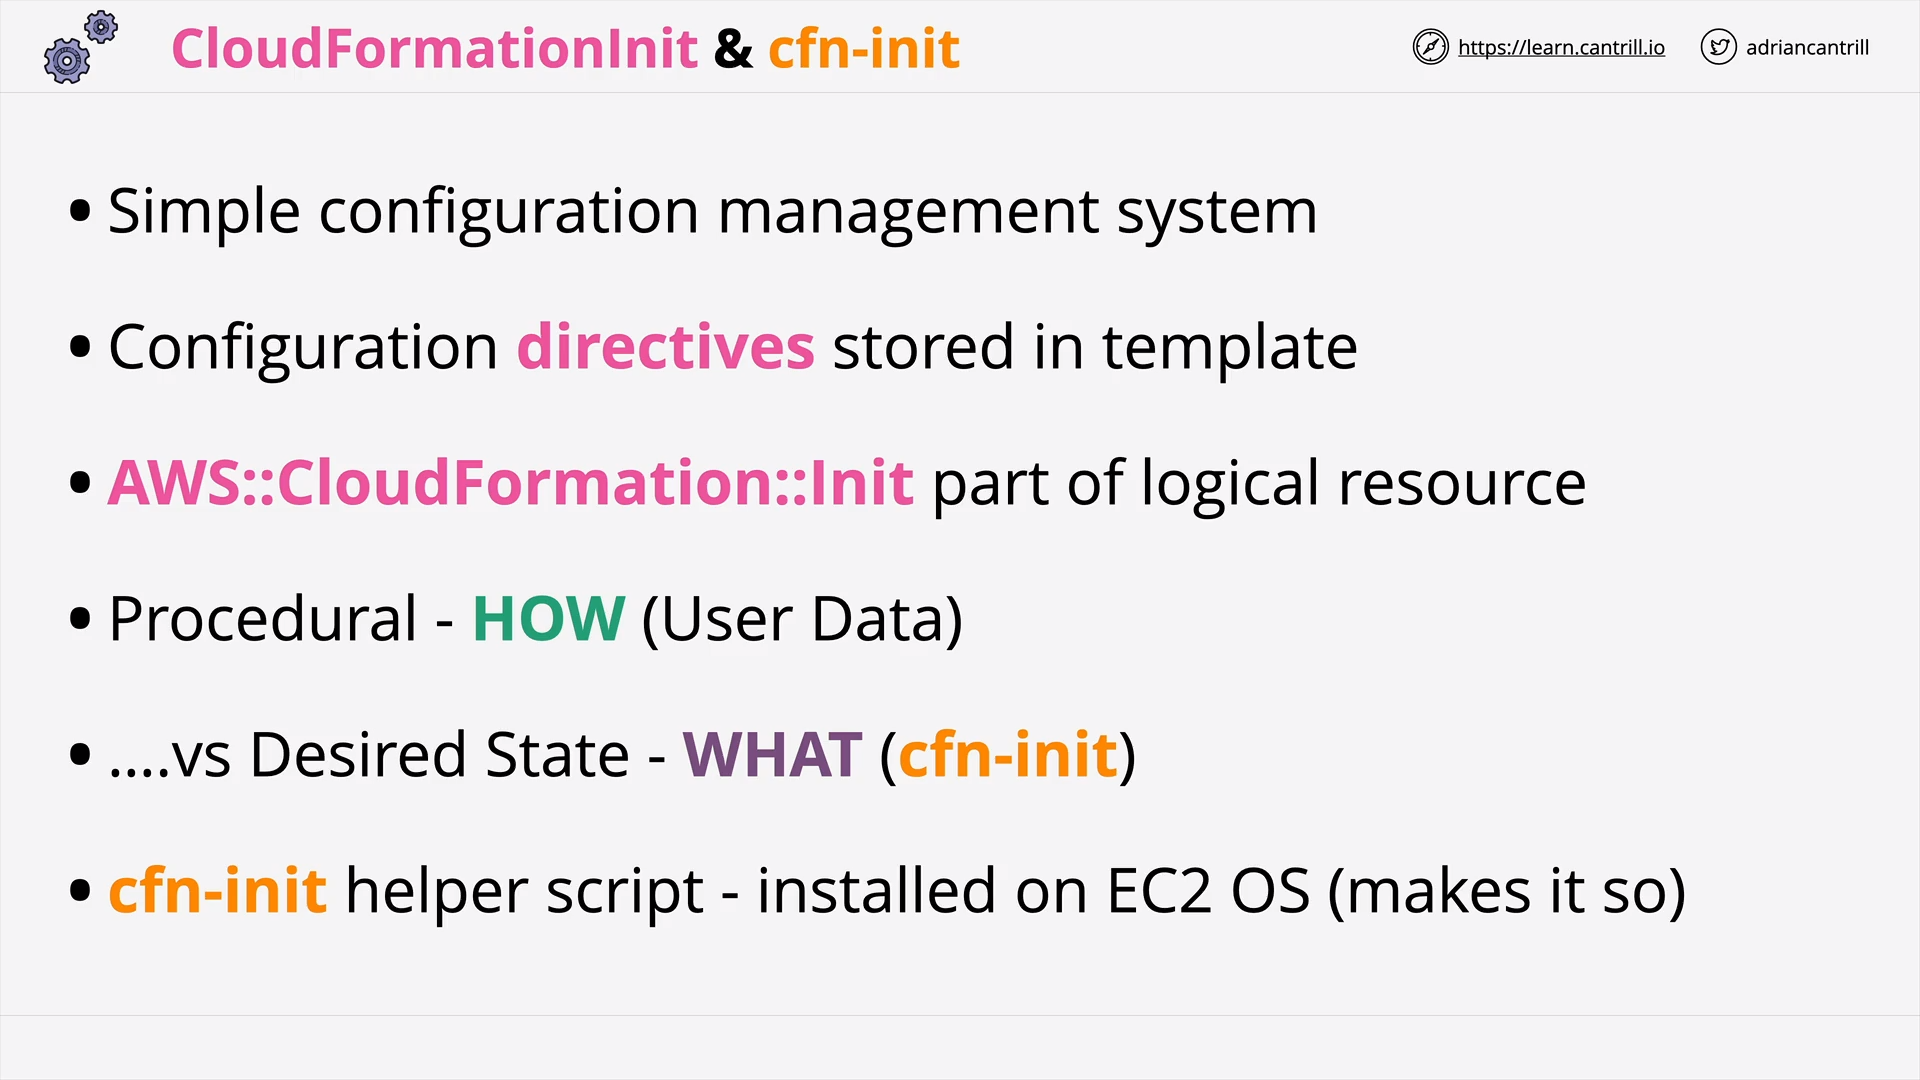 CloudFormationInit & cfn-init
https://learn.cantrill.io
adriancantrill
• Simple configuration management system
• Configuration directives stored in template
• AWS::CloudFormation::Init part of logical resource
• Procedural - HOW (User Data)
• ....vs Desired State - WHAT (cfn-init)
• cfn-init helper script - installed on EC2 OS (makes it so)